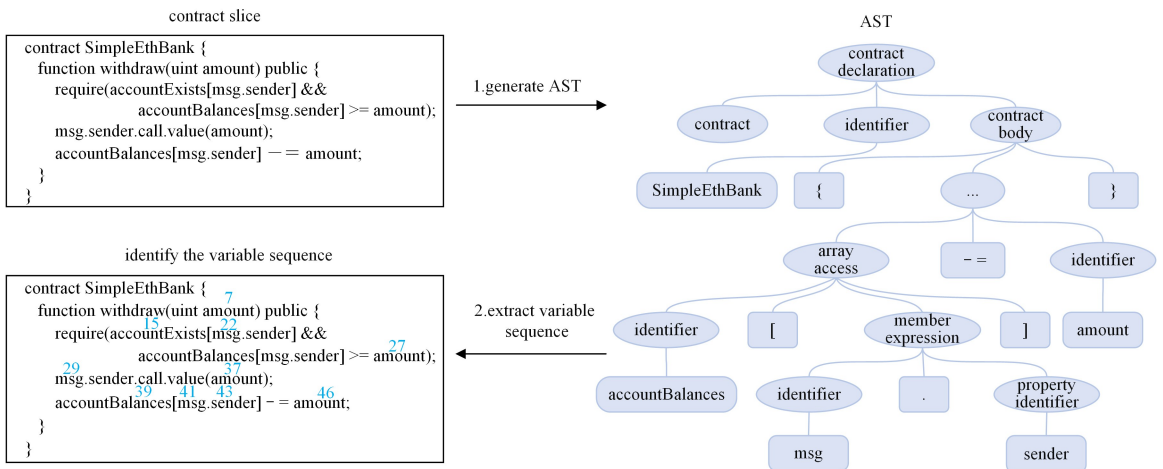 contract slice
contract SimpleEthBank {
function withdraw(uint amount) public {
require(accountExists[msg.sender] &&
accountBalances[msg.sender] >= amount);
msg.sender.call.value(amount);
accountBalances[msg.sender] −= amount;
}
}
1.generate AST
AST
contract
declaration
contract
identifier
contract
body
SimpleEthBank
{
...
}
array
access
−=
identifier
identifier
[
member
expression
]
amount
accountBalances
identifier
.
property
identifier
msg
sender
2.extract variable
sequence
identify the variable sequence
contract SimpleEthBank {
7
function withdraw(uint amount) public {
15 22
require(accountExists[msg.sender] &&
27
accountBalances[msg.sender] >= amount);
29 37
msg.sender.call.value(amount);
39 41 43 46
accountBalances[msg.sender] −= amount;
}
}